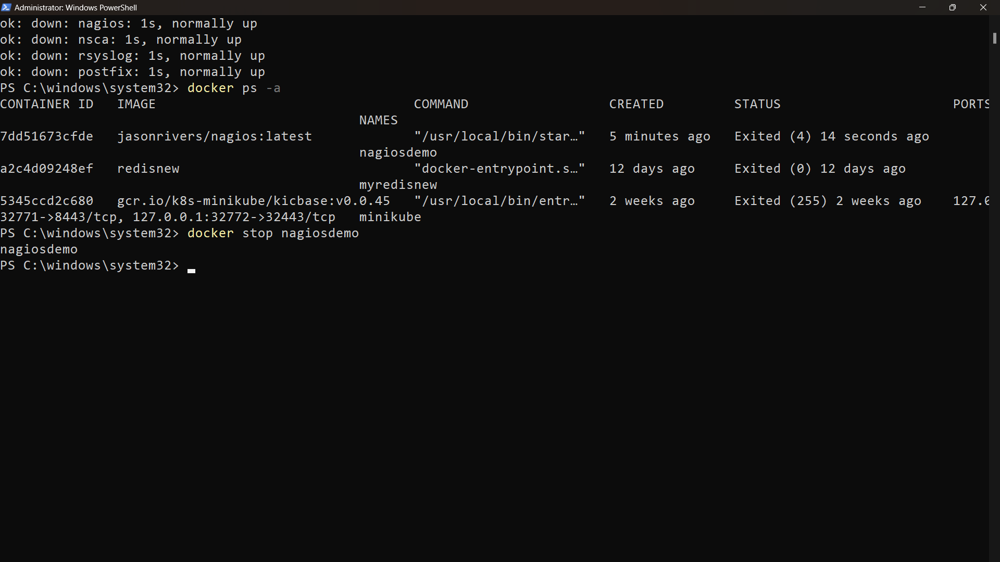 Administrator: Windows PowerShell
ok: down: nagios: 1s, normally up
ok: down: nsca: 1s, normally up
ok: down: rsyslog: 1s, normally up
ok: down: postfix: 1s, normally up
PS C:\windows\system32> docker ps -a
CONTAINER ID   IMAGE                                 COMMAND                  CREATED         STATUS                      PORTS
                                              NAMES
7dd51673cfde   jasonrivers/nagios:latest             "/usr/local/bin/star…"   5 minutes ago   Exited (4) 14 seconds ago
                                              nagiosdemo
a2c4d09248ef   redisnew                              "docker-entrypoint.s…"   12 days ago     Exited (0) 12 days ago
                                              myredisnew
5345ccd2c680   gcr.io/k8s-minikube/kicbase:v0.0.45   "/usr/local/bin/entr…"   2 weeks ago     Exited (255) 2 weeks ago    127.0
32771->8443/tcp, 127.0.0.1:32772->32443/tcp   minikube
PS C:\windows\system32> docker stop nagiosdemo
nagiosdemo
PS C:\windows\system32>